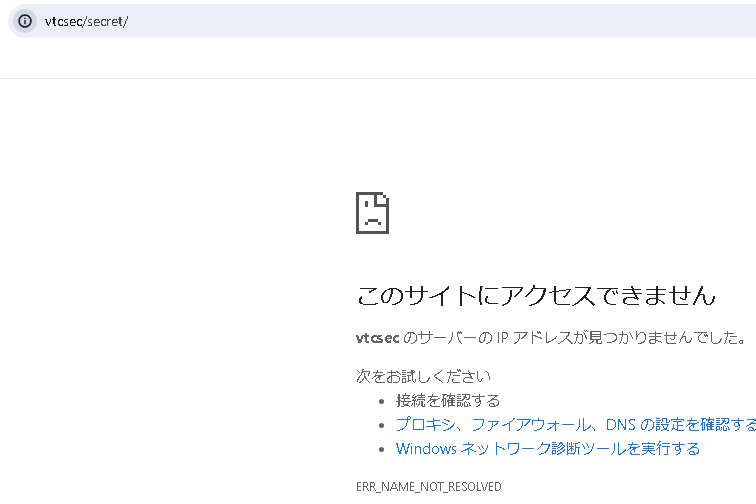 vtcsec/secret/
このサイトにアクセスできません
vtcsec のサーバーの IP アドレスが見つかりませんでした。
次をお試しください
• 接続を確認する
• プロキシ、ファイアウォール、DNS の設定を確認する
• Windows ネットワーク診断ツールを実行する
ERR_NAME_NOT_RESOLVED